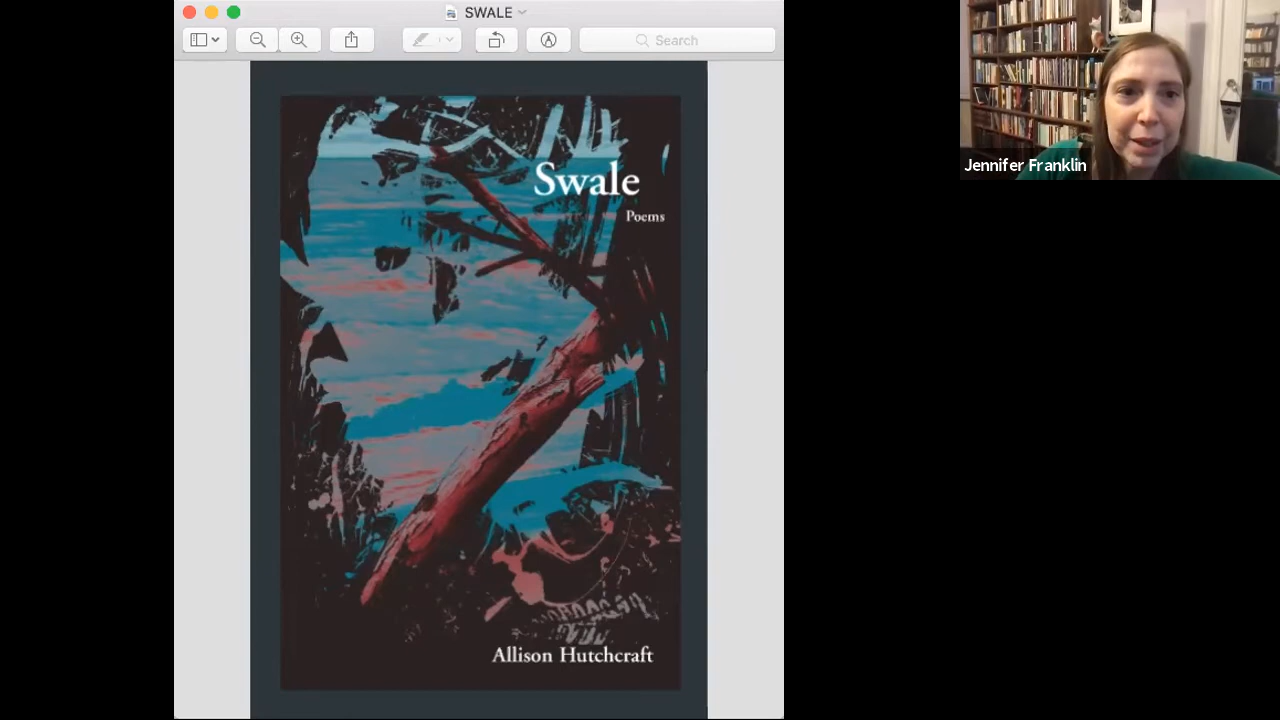 SWALE
Search
Jennifer Franklin
Swale
Poems
Allison Hutchcraft